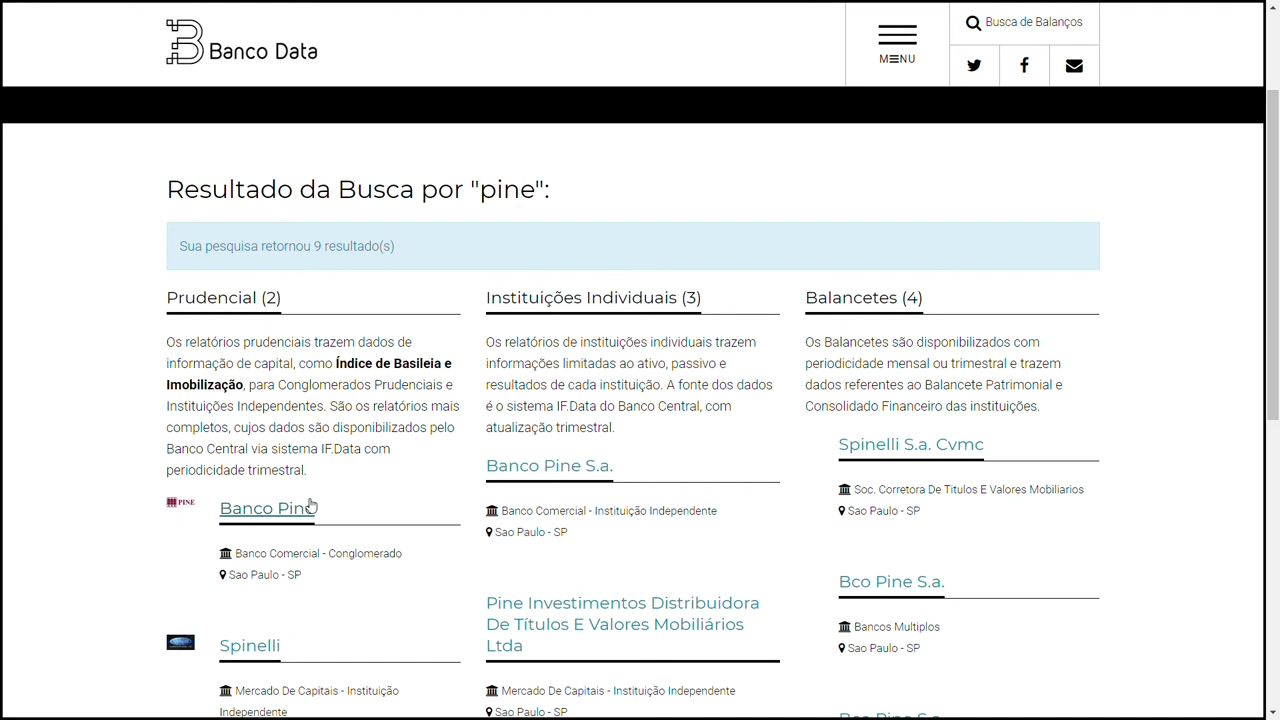 Banco Data
MENU
Busca de Balanços
Resultado da Busca por "pine":
Sua pesquisa retornou 9 resultado(s)
Prudencial (2)
Os relatórios prudenciais trazem dados de
informação de capital, como Índice de Basileia e
Imobilização, para Conglomerados Prudenciais e
Instituições Independentes. São os relatórios mais
completos, cujos dados são disponibilizados pelo
Banco Central via sistema IF.Data com
periodicidade trimestral.
PINE
Banco Pine
Banco Comercial - Conglomerado
Sao Paulo - SP
Spinelli
Mercado De Capitais - Instituição
Independente
Instituições Individuais (3)
Os relatórios de instituições individuais trazem
informações limitadas ao ativo, passivo e
resultados de cada instituição. A fonte dos dados
é o sistema IF.Data do Banco Central, com
atualização trimestral.
Banco Pine S.a.
Banco Comercial - Instituição Independente
Sao Paulo - SP
Pine Investimentos Distribuidora
De Títulos E Valores Mobiliários
Ltda
Mercado De Capitais - Instituição Independente
Sao Paulo - SP
Balancetes (4)
Os Balancetes são disponibilizados com
periodicidade mensal ou trimestral e trazem
dados referentes ao Balancete Patrimonial e
Consolidado Financeiro das instituições.
Spinelli S.a. Cvmc
Soc. Corretora De Titulos E Valores Mobiliarios
Sao Paulo - SP
Bco Pine S.a.
Bancos Multiplos
Sao Paulo - SP
Bco Pine S.a.